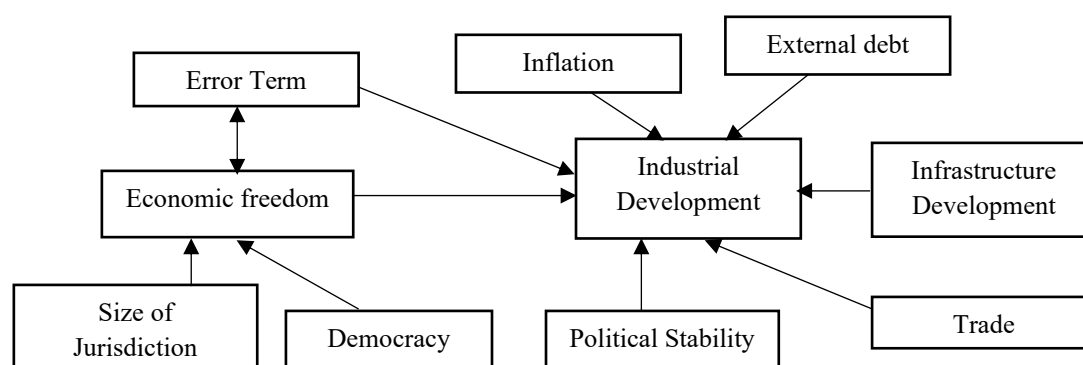 External debt
Inflation
Error Term
Industrial
Development
Infrastructure
Development
Economic freedom
Size of
Jurisdiction
Democracy
Political Stability
Trade